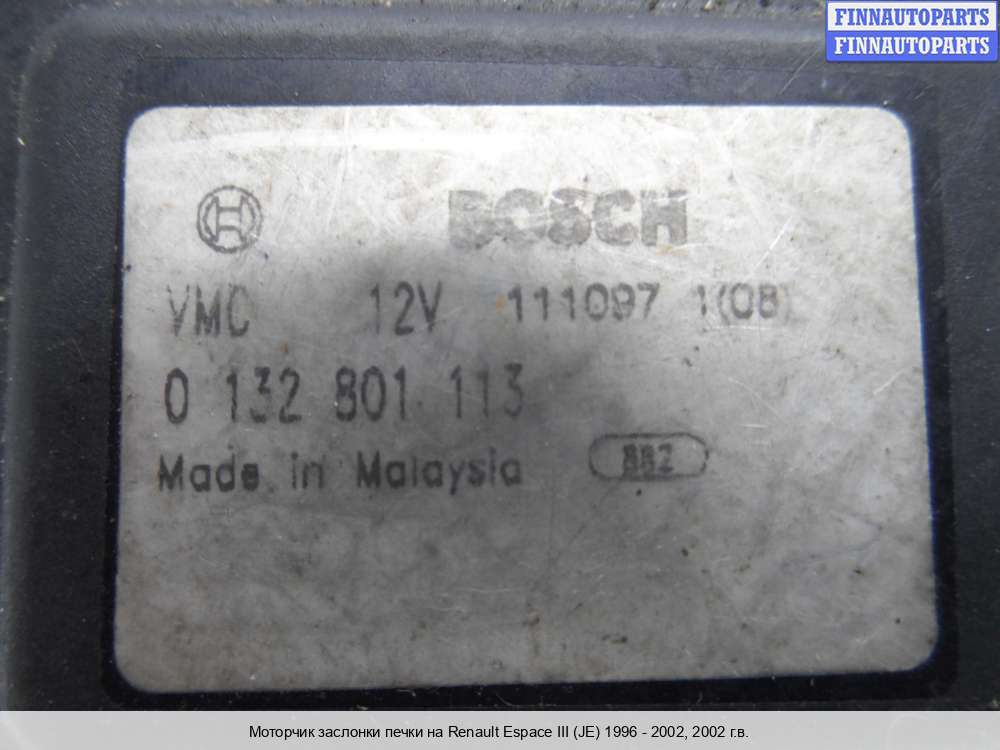 FINNAUTOPARTS
FINNAUTOPARTS
BOSCH
VMC 12V 111097 1(08)
0 132 801 113
Made in Malaysia 882
Моторчик заслонки печки на Renault Espace III (JE) 1996 - 2002, 2002 г.в.